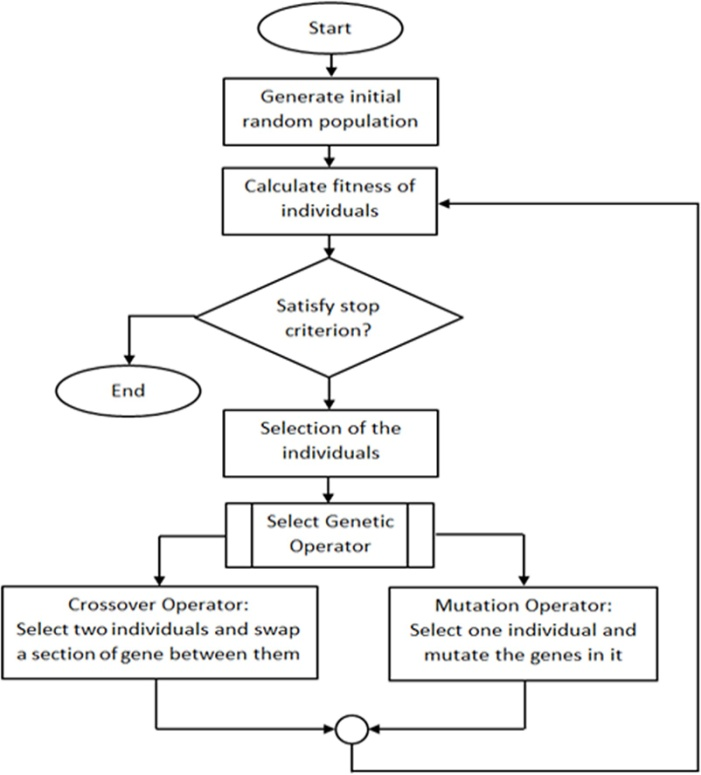 Start
Generate initial
random population
Calculate fitness of
individuals
Satisfy stop
criterion?
End
Selection of the
individuals
Select Genetic
Operator
Crossover Operator:
Select two individuals and swap
a section of gene between them
Mutation Operator:
Select one individual and
mutate the genes in it